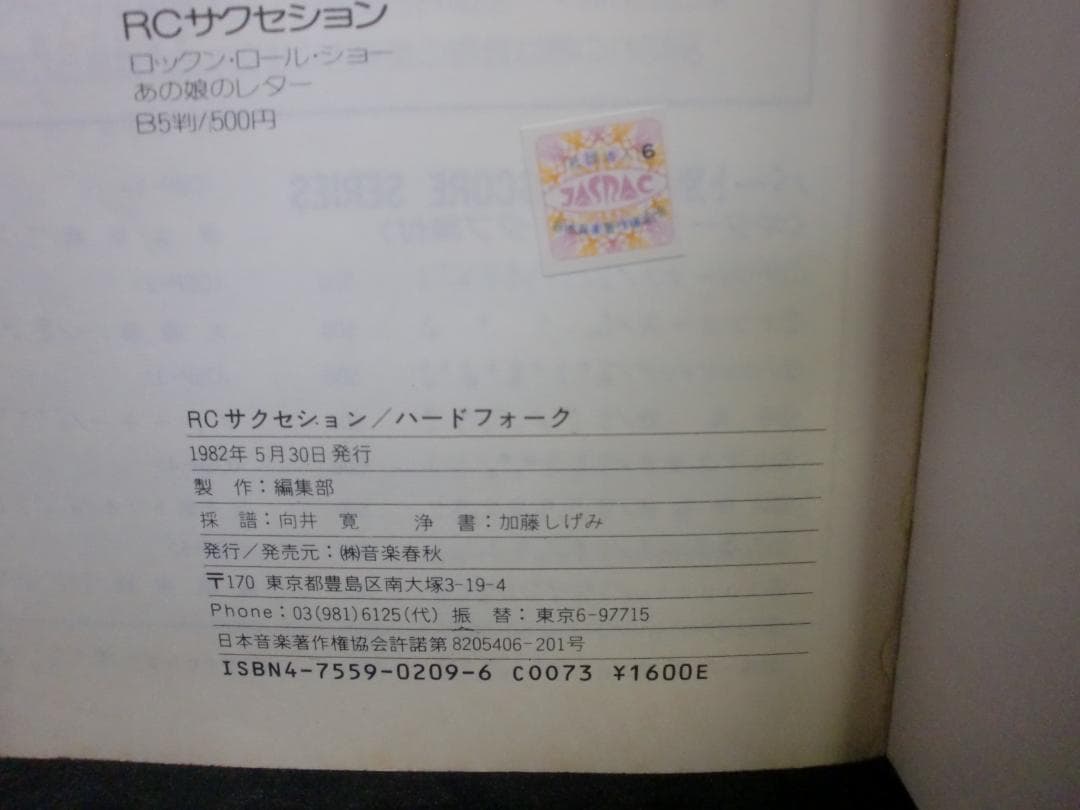 RCサクセション
ロックン・ロール・ショー
あの娘のレター
B5判/500円
6
JASRAC
SCORE SERIES
RCサクセション/ハードフォーク
1982年5月30日発行
製 作：編集部
採 譜：向井 寛 浄 書：加藤しげみ
発行/発売元：㈱音楽春秋
〒170 東京都豊島区南大塚3-19-4
Phone：03(981)6125(代) 振 替：東京6-97715
日本音楽著作権協会許諾第8205406-201号
ISBN4-7559-0209-6 C0073 ¥1600E